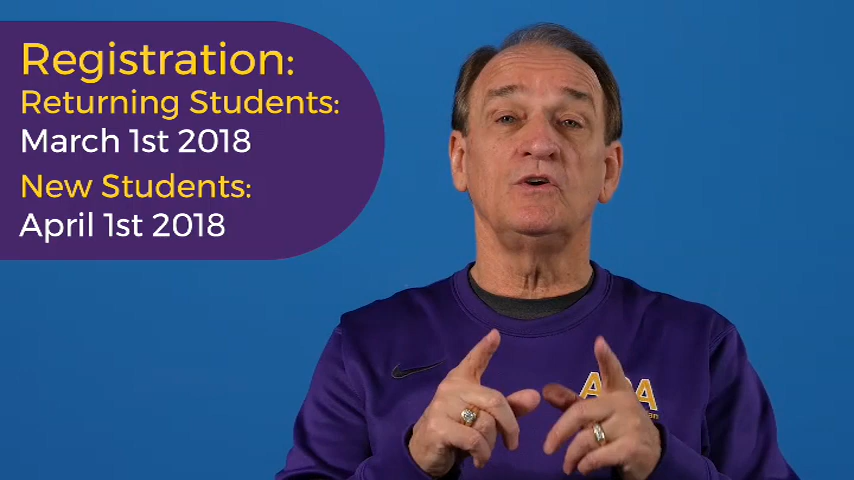 Registration:
Returning Students:
March 1st 2018
New Students:
April 1st 2018